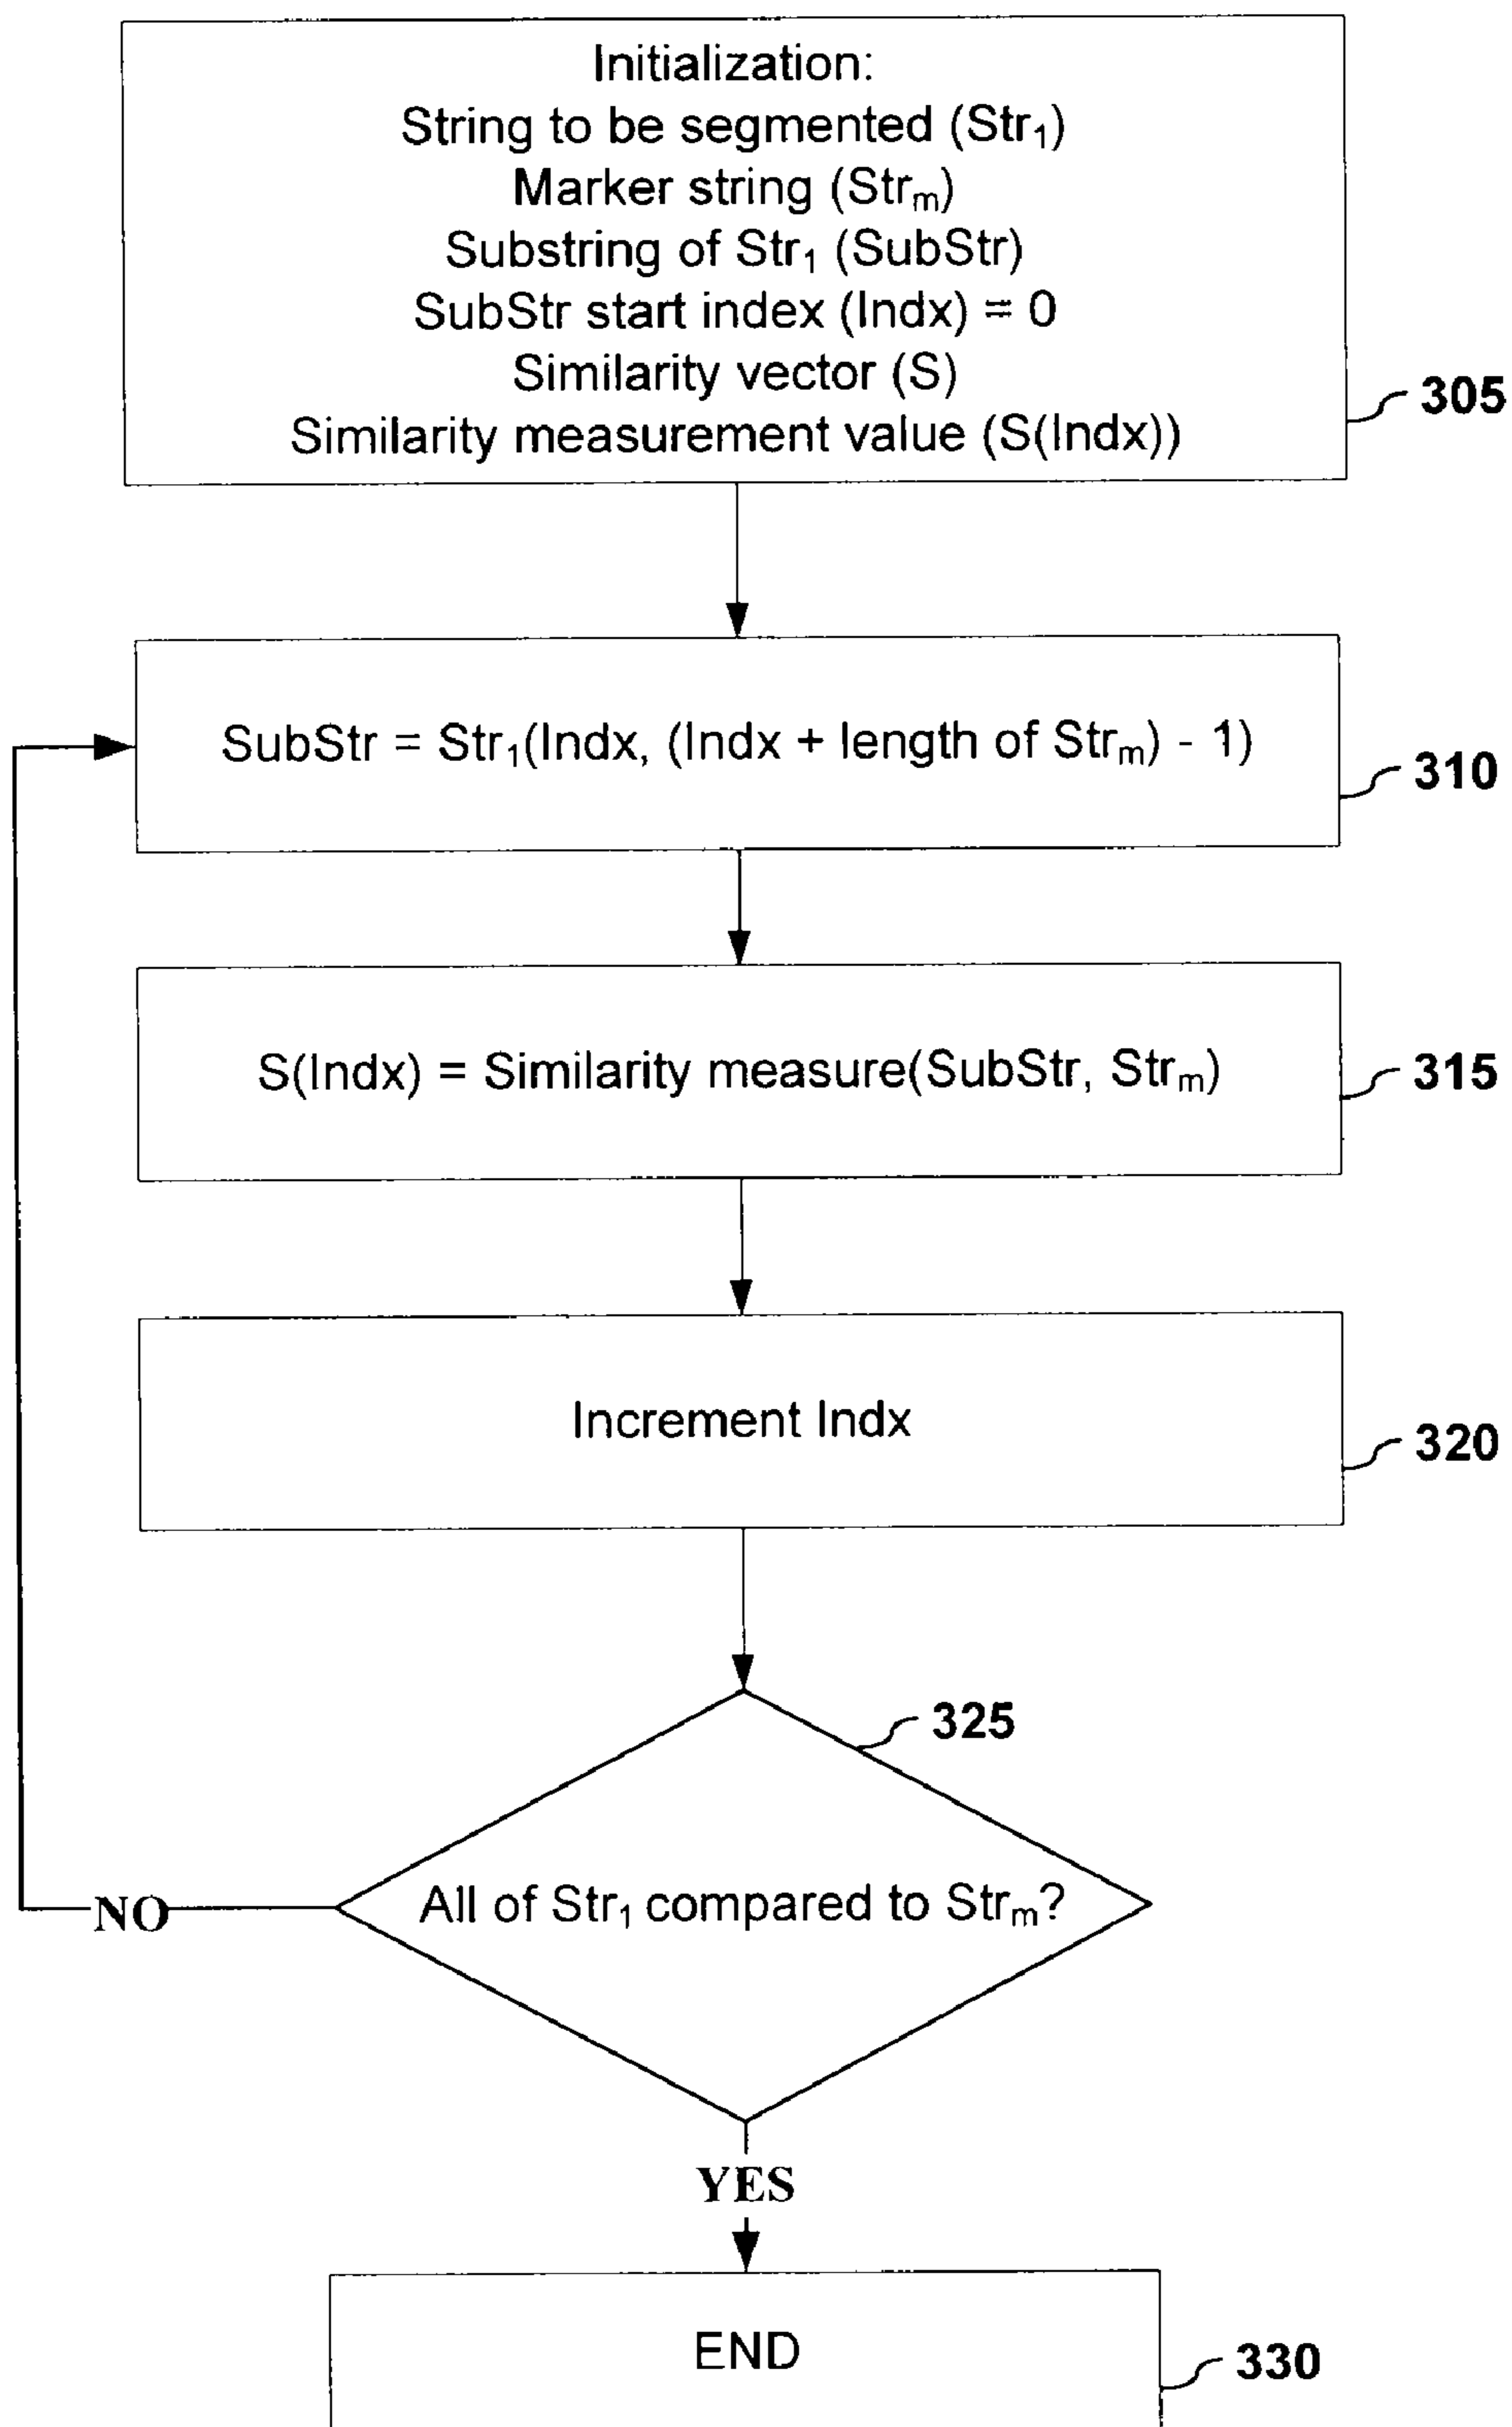 Initialization:
String to be segmented (Str₁)
Marker string (Strₘ)
Substring of Str₁ (SubStr)
SubStr start index (Indx) = 0
Similarity vector (S)
Similarity measurement value (S(Indx))
305
SubStr = Str₁(Indx, (Indx + length of Strₘ) - 1)
310
S(Indx) = Similarity measure(SubStr, Strₘ)
315
Increment Indx
320
325
All of Str₁ compared to Strₘ?
NO
YES
END
330